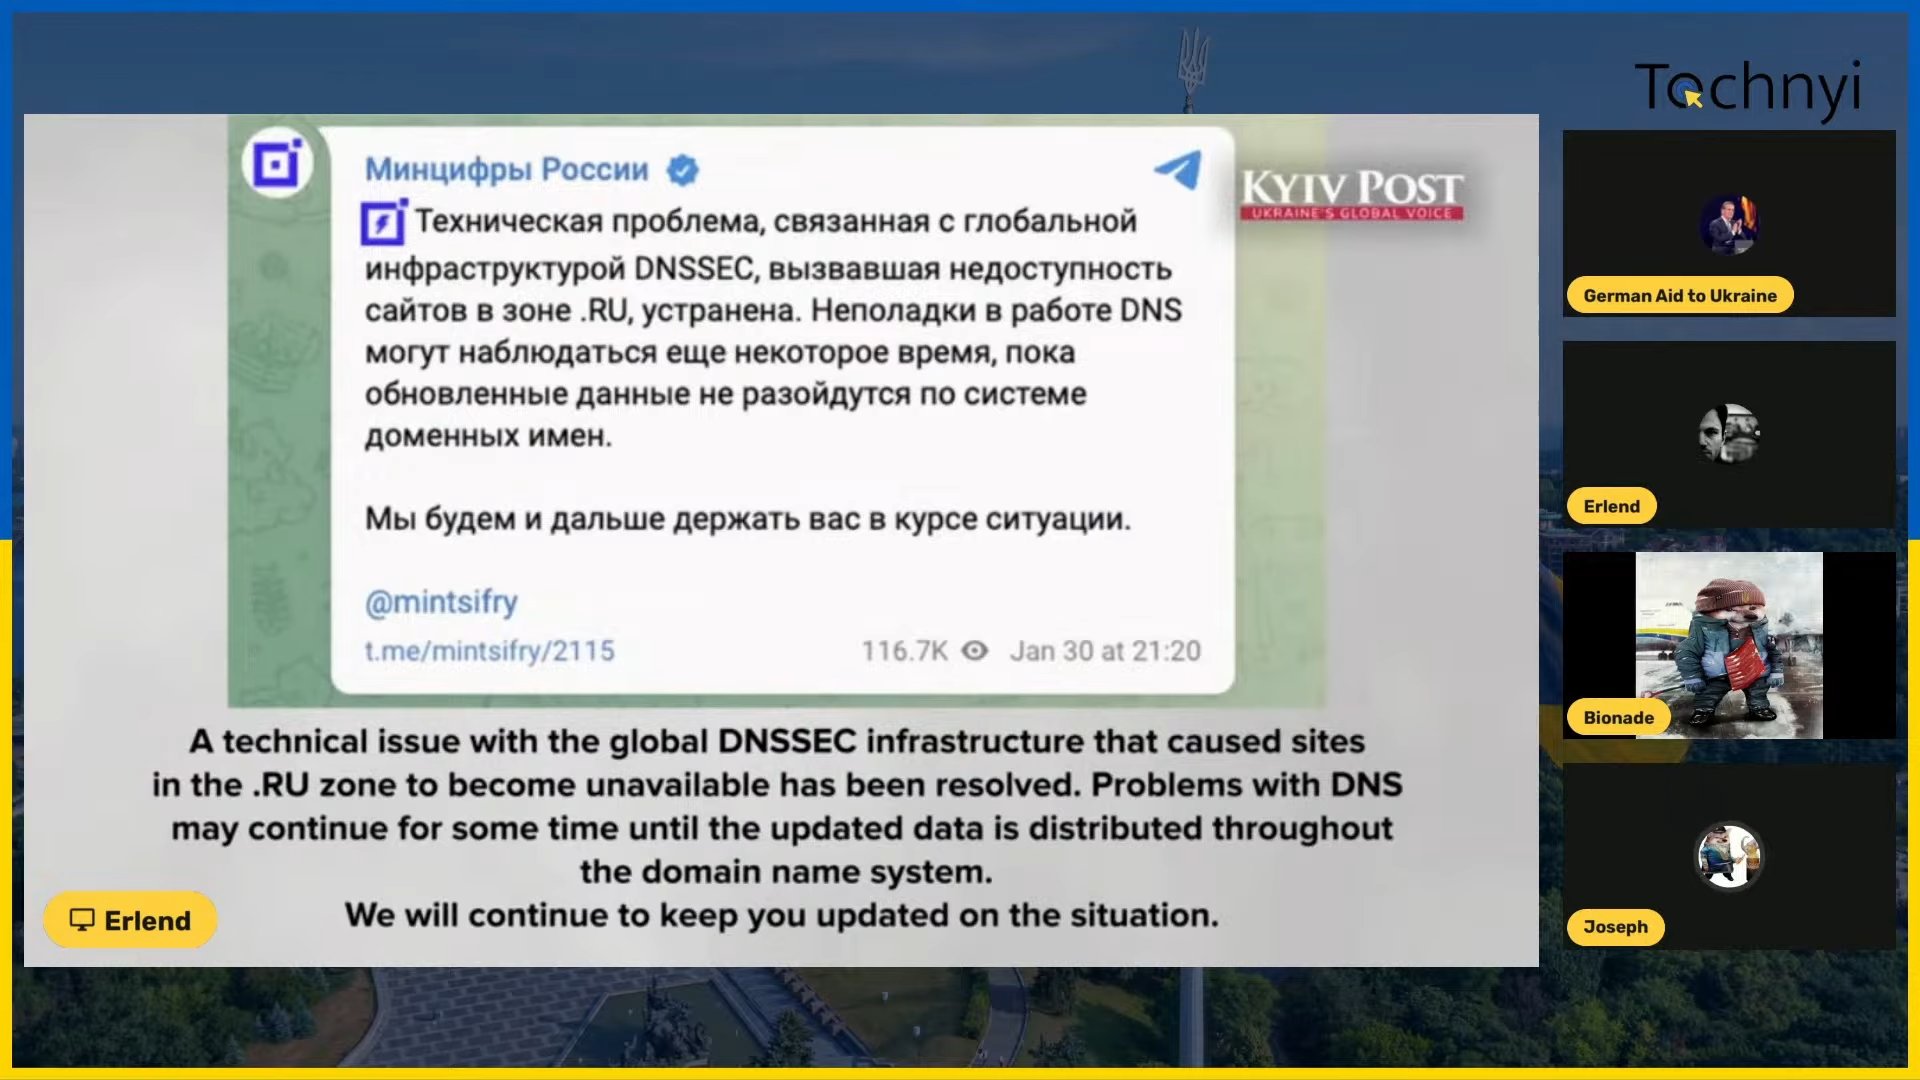 Technyi
Минцифры России
KYIV POST
UKRAINE'S GLOBAL VOICE
Техническая проблема, связанная с глобальной
инфраструктурой DNSSEC, вызвавшая недоступность
сайтов в зоне .RU, устранена. Неполадки в работе DNS
могут наблюдаться еще некоторое время, пока
обновленные данные не разойдутся по системе
доменных имен.
Мы будем и дальше держать вас в курсе ситуации.
@mintsifry
t.me/mintsifry/2115
116.7K
Jan 30 at 21:20
A technical issue with the global DNSSEC infrastructure that caused sites
in the .RU zone to become unavailable has been resolved. Problems with DNS
may continue for some time until the updated data is distributed throughout
the domain name system.
We will continue to keep you updated on the situation.
Erlend
German Aid to Ukraine
Erlend
Bionade
Joseph